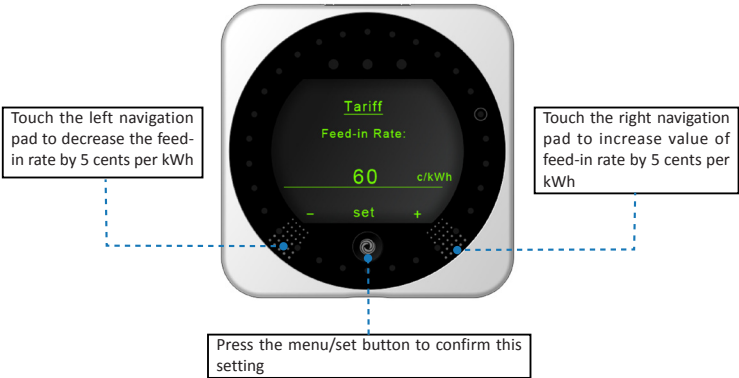 Tariff
Feed-in Rate:
60 c/kWh
- set +
Touch the left navigation
pad to decrease the feed-
in rate by 5 cents per kWh
Touch the right navigation
pad to increase value of
feed-in rate by 5 cents per
kWh
Press the menu/set button to confirm this
setting